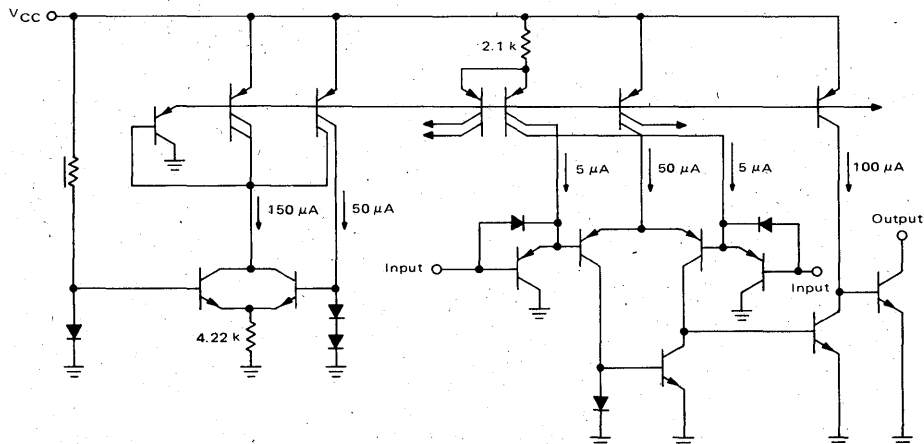 VCC
2.1 k
5 μA
50 μA
5 μA
100 μA
150 μA
50 μA
Output
Input
Input
4.22 k